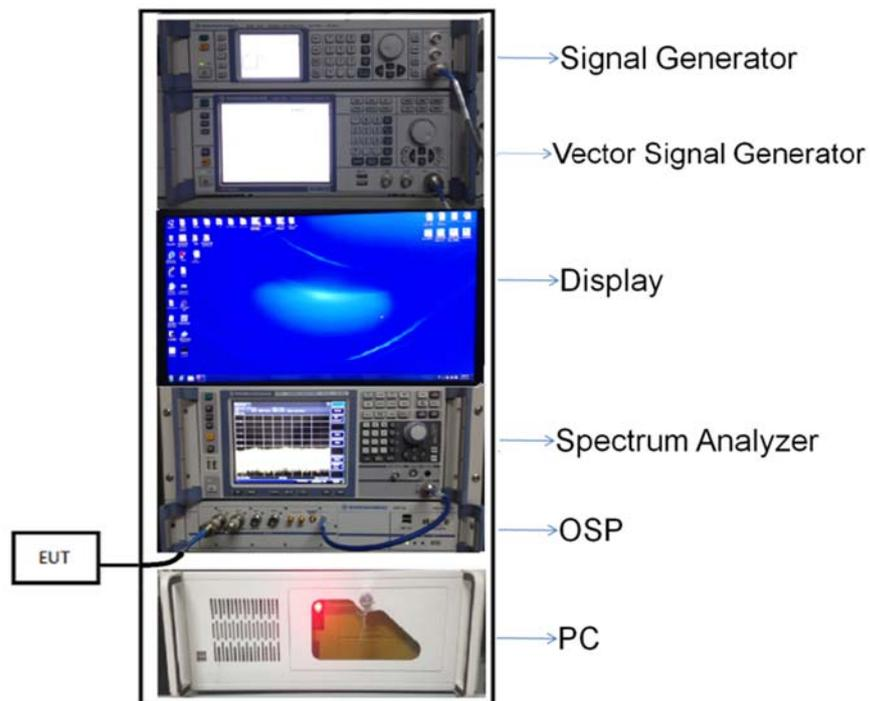 Signal Generator
Vector Signal Generator
Display
Spectrum Analyzer
OSP
EUT
PC